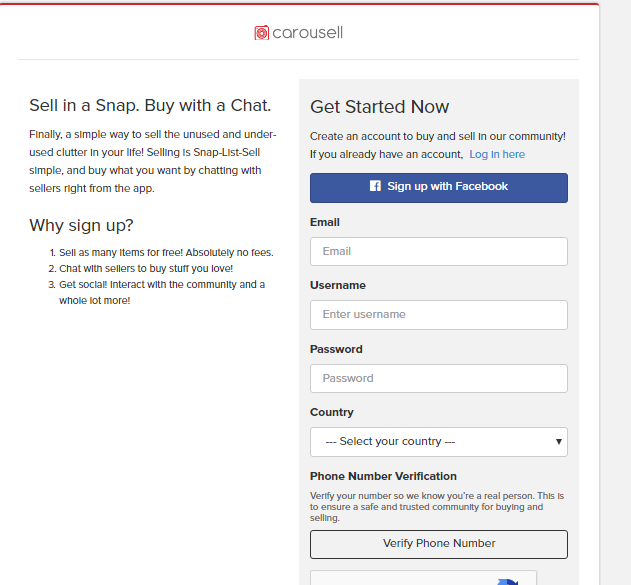 carousell
Sell in a Snap. Buy with a Chat.
Finally, a simple way to sell the unused and under-
used clutter in your life! Selling is Snap-List-Sell
simple, and buy what you want by chatting with
sellers right from the app.
Why sign up?
1. Sell as many items for free! Absolutely no fees.
2. Chat with sellers to buy stuff you love!
3. Get social! Interact with the community and a
whole lot more!
Get Started Now
Create an account to buy and sell in our community!
If you already have an account, Log in here
Sign up with Facebook
Email
Email
Username
Enter username
Password
Password
Country
--- Select your country ---
Phone Number Verification
Verify your number so we know you're a real person. This is
to ensure a safe and trusted community for buying and
selling.
Verify Phone Number